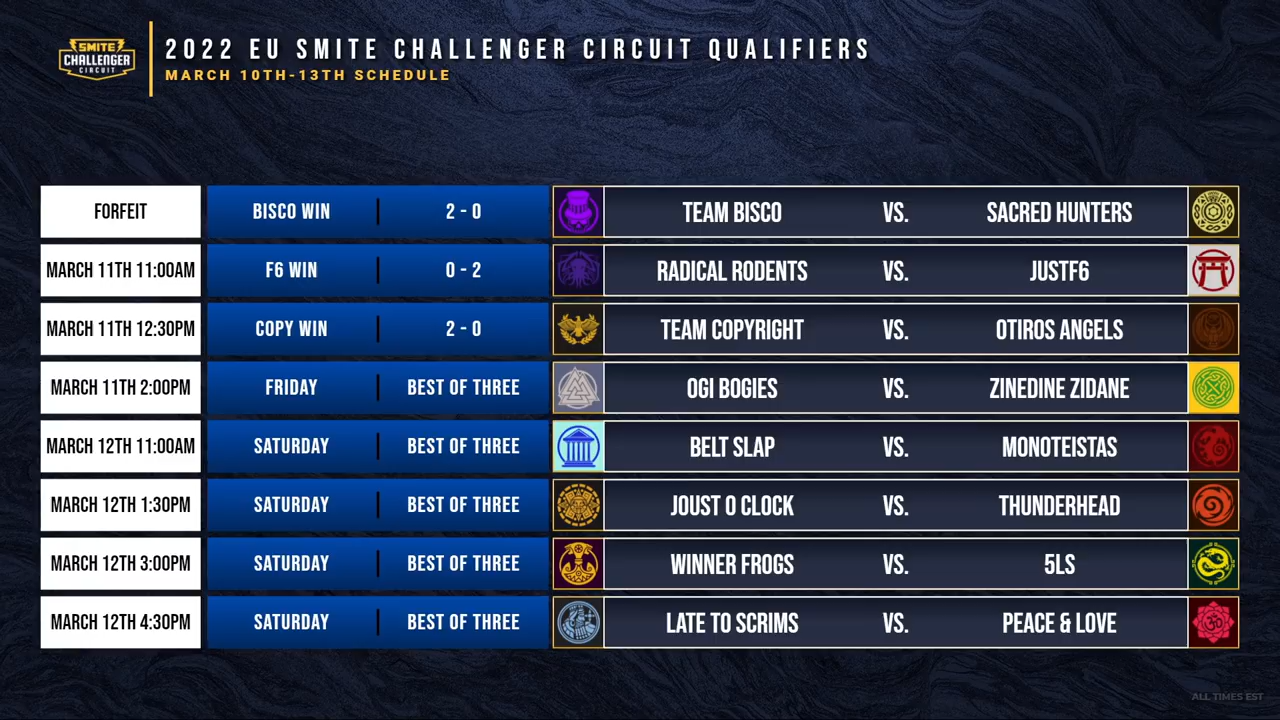 SMITE
CHALLENGER
CIRCUIT
2022 EU SMITE CHALLENGER CIRCUIT QUALIFIERS
MARCH 10TH-13TH SCHEDULE
FORFEIT BISCO WIN 2 - 0 TEAM BISCO VS. SACRED HUNTERS
MARCH 11TH 11:00AM F6 WIN 0 - 2 RADICAL RODENTS VS. JUSTF6
MARCH 11TH 12:30PM COPY WIN 2 - 0 TEAM COPYRIGHT VS. OTIROS ANGELS
MARCH 11TH 2:00PM FRIDAY BEST OF THREE OGI BOGIES VS. ZINEDINE ZIDANE
MARCH 12TH 11:00AM SATURDAY BEST OF THREE BELT SLAP VS. MONOTEISTAS
MARCH 12TH 1:30PM SATURDAY BEST OF THREE JOUST O CLOCK VS. THUNDERHEAD
MARCH 12TH 3:00PM SATURDAY BEST OF THREE WINNER FROGS VS. 5LS
MARCH 12TH 4:30PM SATURDAY BEST OF THREE LATE TO SCRIMS VS. PEACE & LOVE
ALL TIMES EST